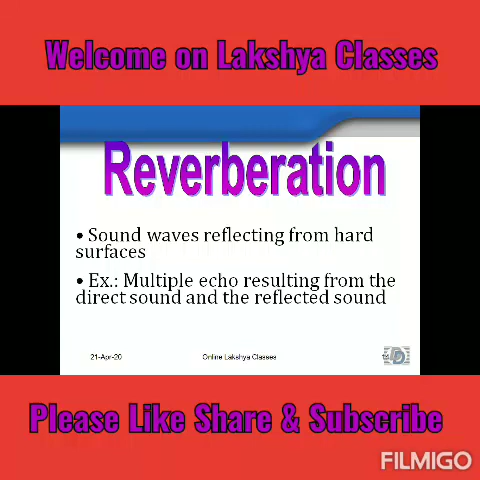 Welcome on Lakshya Classes
Reverberation
• Sound waves reflecting from hard
surfaces
• Ex.: Multiple echo resulting from the
direct sound and the reflected sound
21-Apr-20 Online Lakshya Classes
Please Like Share & Subscribe
FILMIGO